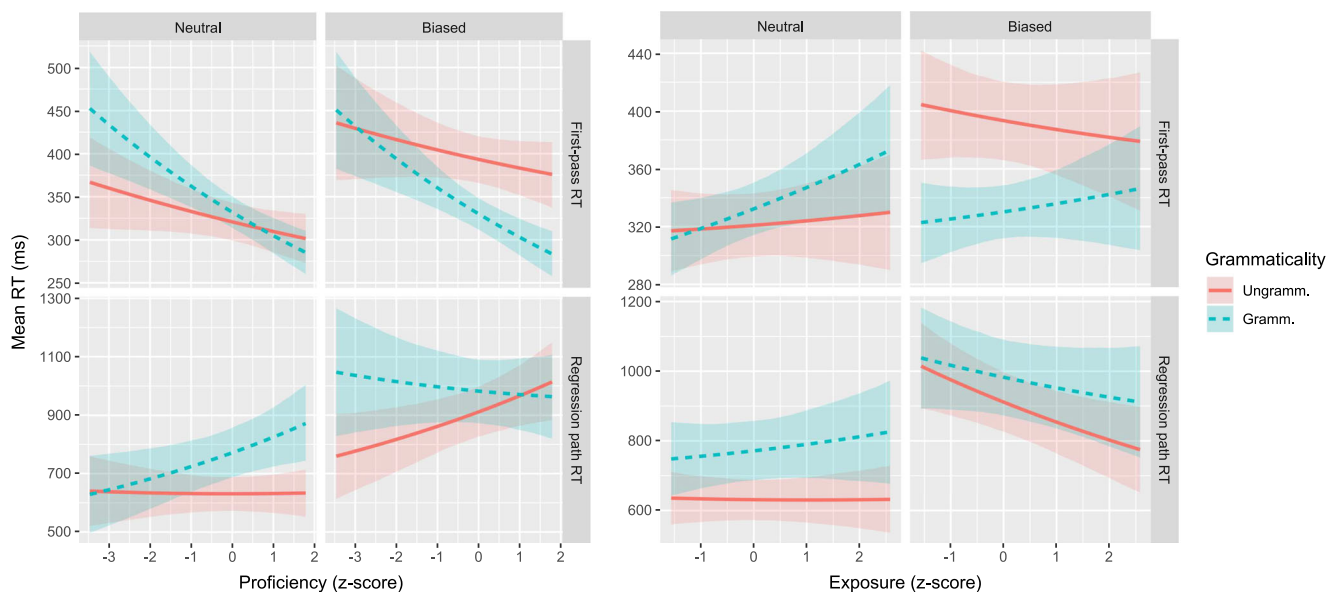 Neutral
Biased
500
450
400
350
300
250
First-pass RT
1300
1100
900
700
500
Regression path RT
Mean RT (ms)
-3 -2 -1 0 1 2
-3 -2 -1 0 1 2
Proficiency (z-score)
Neutral
Biased
440
400
360
320
280
First-pass RT
1200
1000
800
600
Regression path RT
-1 0 1 2
-1 0 1 2
Exposure (z-score)
Grammaticality
Ungramm.
Gramm.